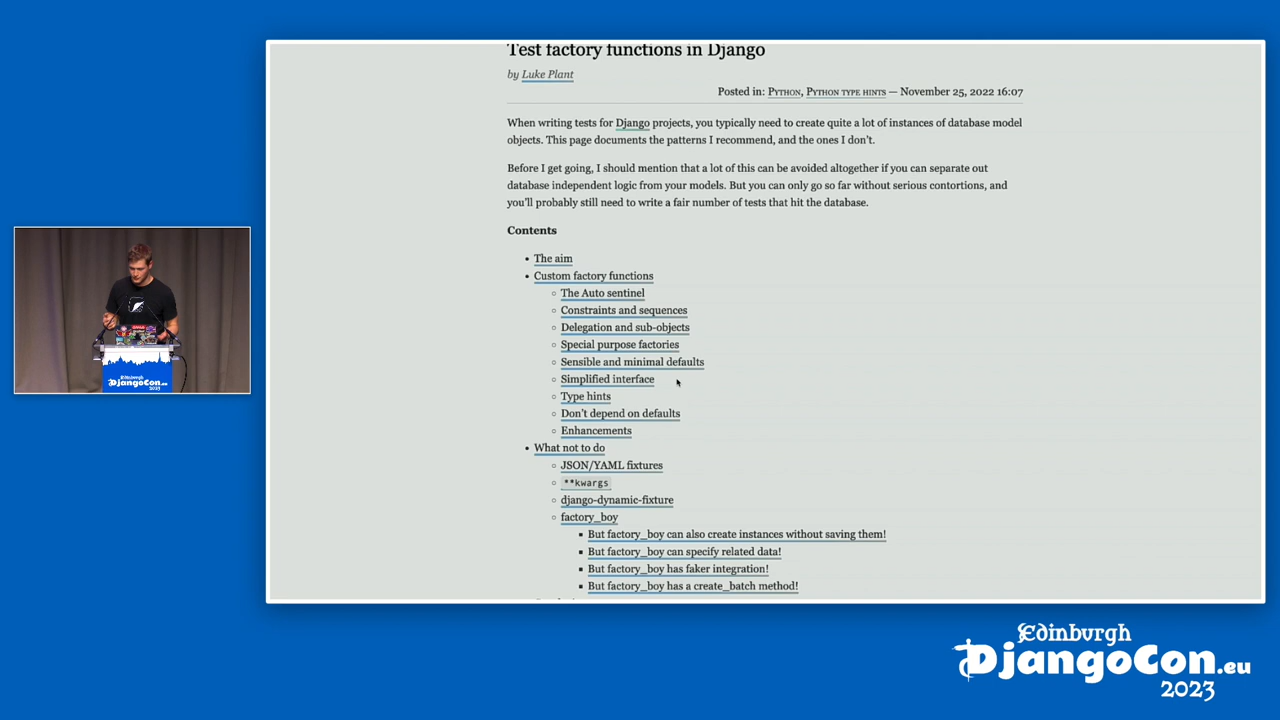 Test factory functions in Django
by Luke Plant
Posted in: Python, Python type hints — November 25, 2022 16:07
When writing tests for Django projects, you typically need to create quite a lot of instances of database model
objects. This page documents the patterns I recommend, and the ones I don't.
Before I get going, I should mention that a lot of this can be avoided altogether if you can separate out
database independent logic from your models. But you can only go so far without serious contortions, and
you'll probably still need to write a fair number of tests that hit the database.
Contents
• The aim
• Custom factory functions
◦ The Auto sentinel
◦ Constraints and sequences
◦ Delegation and sub-objects
◦ Special purpose factories
◦ Sensible and minimal defaults
◦ Simplified interface
◦ Type hints
◦ Don't depend on defaults
◦ Enhancements
• What not to do
◦ JSON/YAML fixtures
◦ **kwargs
◦ django-dynamic-fixture
◦ factory_boy
▪ But factory_boy can also create instances without saving them!
▪ But factory_boy can specify related data!
▪ But factory_boy has faker integration!
▪ But factory_boy has a create_batch method!
Edinburgh
DjangoCon.eu
2023
Edinburgh
DjangoCon.eu
2023